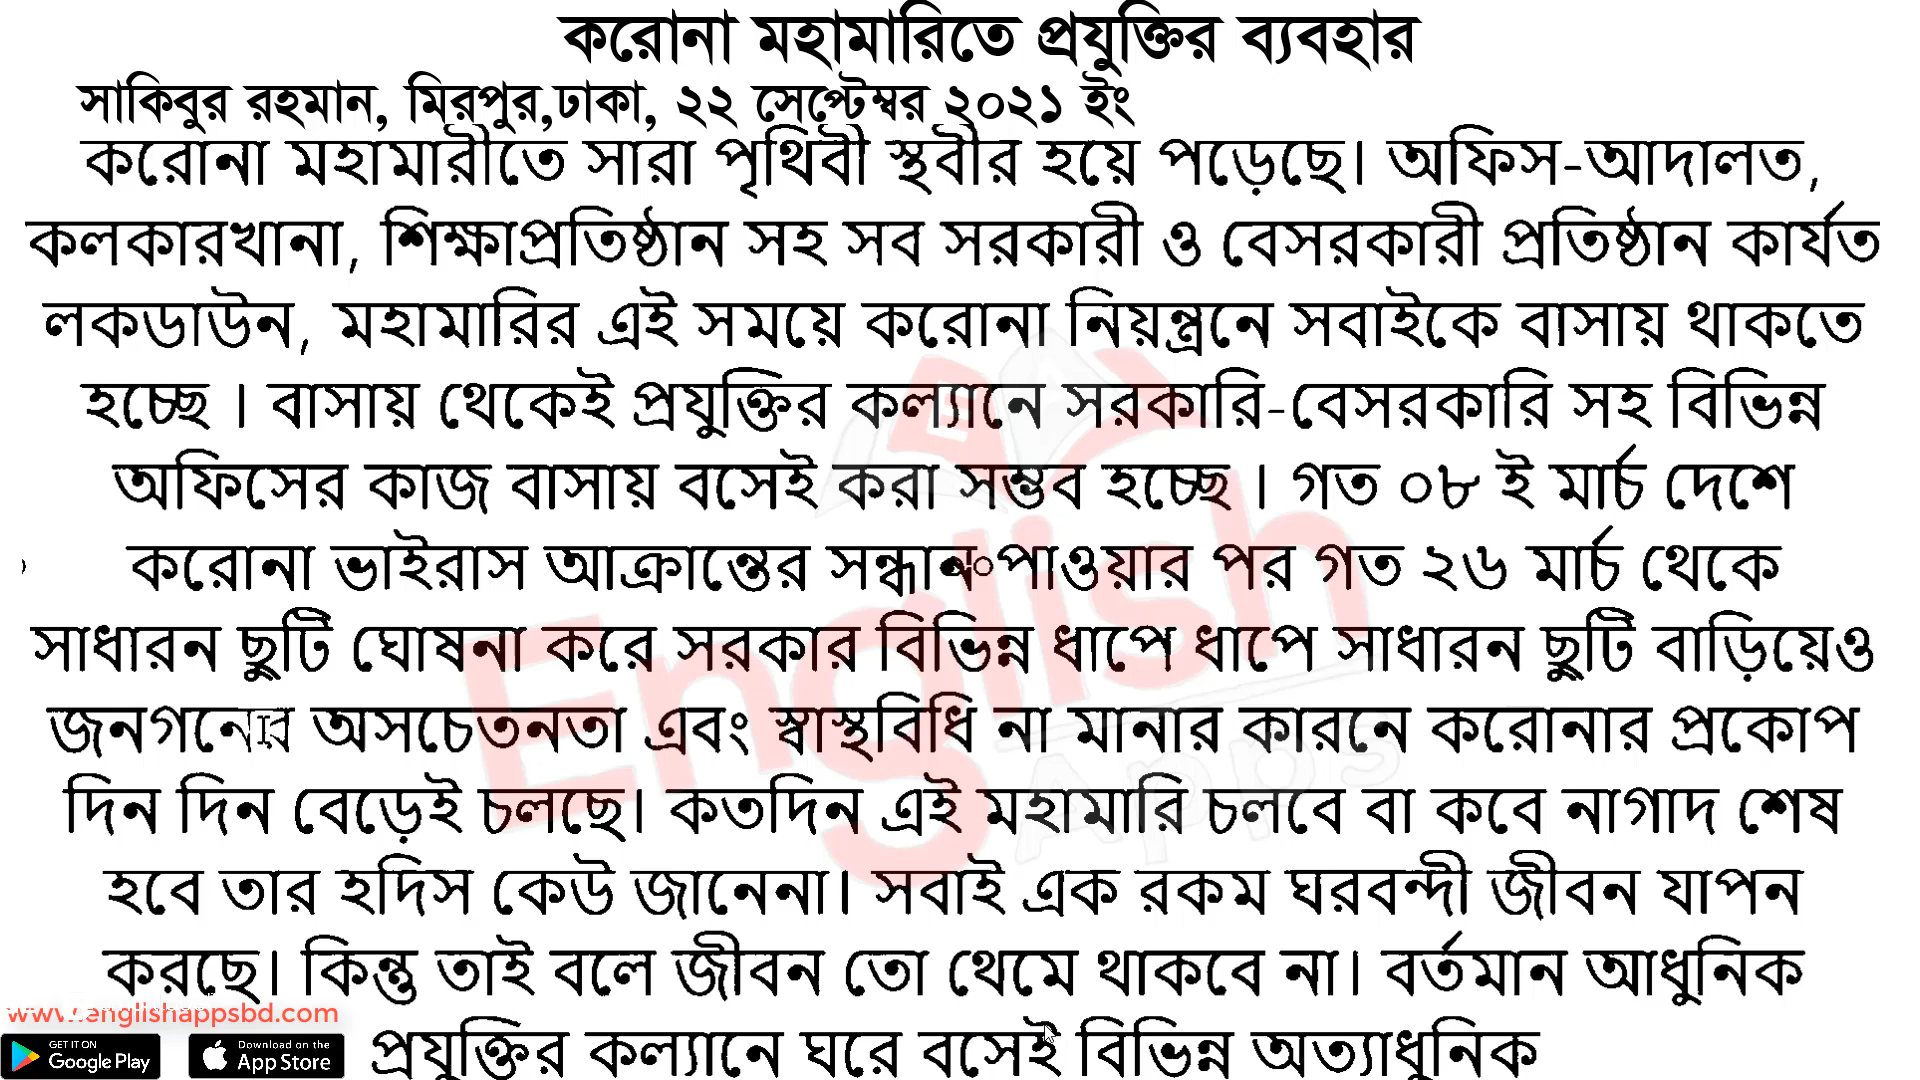 করোনা মহামারিতে প্রযুক্তির ব্যবহার
সাকিবুর রহমান, মিরপুর,ঢাকা, ২২ সেপ্টেম্বর ২০২১ ইং
করোনা মহামারীতে সারা পৃথিবী স্থবীর হয়ে পড়েছে। অফিস-আদালত,
কলকারখানা, শিক্ষাপ্রতিষ্ঠান সহ সব সরকারী ও বেসরকারী প্রতিষ্ঠান কার্যত
লকডাউন, মহামারির এই সময়ে করোনা নিয়ন্ত্রনে সবাইকে বাসায় থাকতে
হচ্ছে । বাসায় থেকেই প্রযুক্তির কল্যানে সরকারি-বেসরকারি সহ বিভিন্ন
অফিসের কাজ বাসায় বসেই করা সম্ভব হচ্ছে । গত ০৮ ই মার্চ দেশে
করোনা ভাইরাস আক্রান্তের সন্ধান পাওয়ার পর গত ২৬ মার্চ থেকে
সাধারন ছুটি ঘোষনা করে সরকার বিভিন্ন ধাপে ধাপে সাধারন ছুটি বাড়িয়েও
জনগনের অসচেতনতা এবং স্বাস্থবিধি না মানার কারনে করোনার প্রকোপ
দিন দিন বেড়েই চলছে। কতদিন এই মহামারি চলবে বা কবে নাগাদ শেষ
হবে তার হদিস কেউ জানেনা। সবাই এক রকম ঘরবন্দী জীবন যাপন
করছে। কিন্তু তাই বলে জীবন তো থেমে থাকবে না। বর্তমান আধুনিক
প্রযুক্তির কল্যানে ঘরে বসেই বিভিন্ন অত্যাধুনিক
English
Apps
www.englishappsbd.com
GET IT ON
Google Play
Download on the
App Store